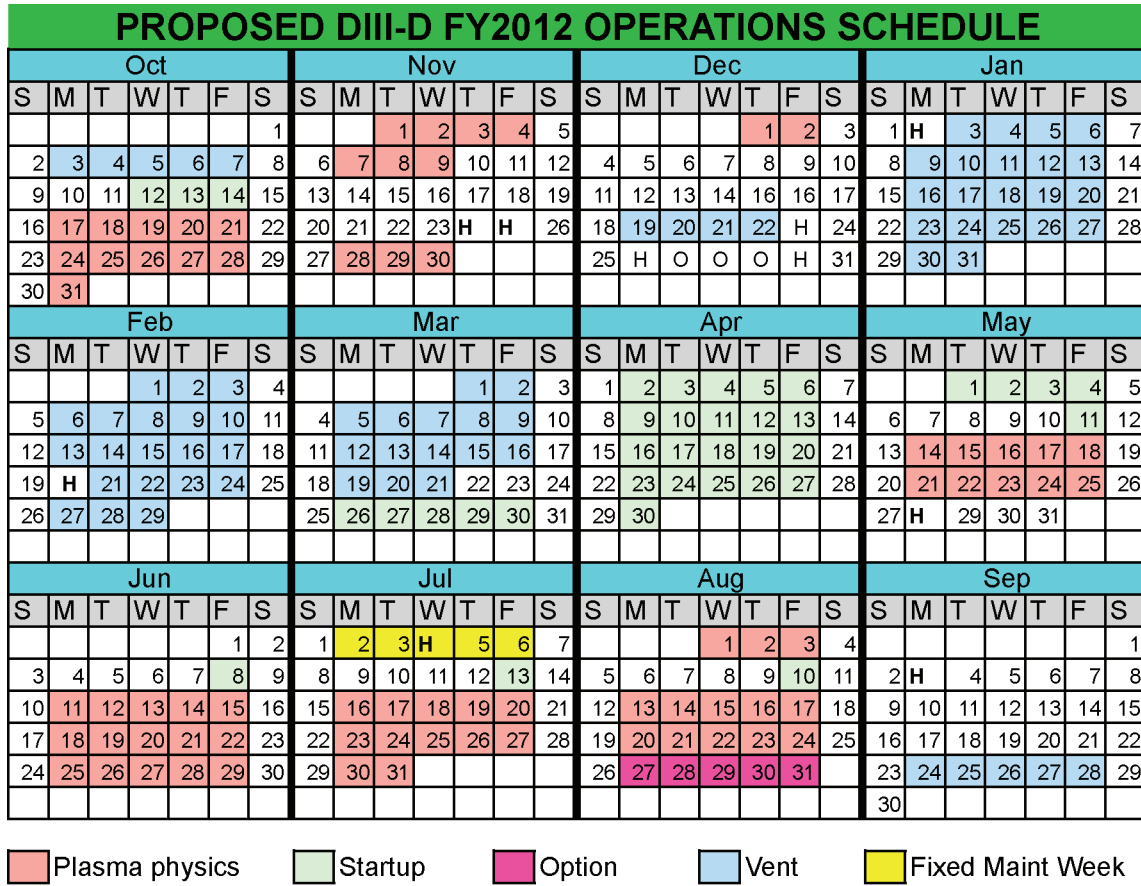 PROPOSED DIII-D FY2012 OPERATIONS SCHEDULE
Oct Nov Dec Jan
S M T W T F S S M T W T F S S M T W T F S S M T W T F S
1 1 2 3 4 5 1 2 3 1 H 3 4 5 6 7
2 3 4 5 6 7 8 6 7 8 9 10 11 12 4 5 6 7 8 9 10 8 9 10 11 12 13 14
9 10 11 12 13 14 15 13 14 15 16 17 18 19 11 12 13 14 15 16 17 15 16 17 18 19 20 21
16 17 18 19 20 21 22 20 21 22 23 H H 26 18 19 20 21 22 H 24 22 23 24 25 26 27 28
23 24 25 26 27 28 29 27 28 29 30 25 H O O O H 31 29 30 31
30 31
Feb Mar Apr May
S M T W T F S S M T W T F S S M T W T F S S M T W T F S
1 2 3 4 1 2 3 1 2 3 4 5 6 7 1 2 3 4 5
5 6 7 8 9 10 11 4 5 6 7 8 9 10 8 9 10 11 12 13 14 6 7 8 9 10 11 12
12 13 14 15 16 17 18 11 12 13 14 15 16 17 15 16 17 18 19 20 21 13 14 15 16 17 18 19
19 H 21 22 23 24 25 18 19 20 21 22 23 24 22 23 24 25 26 27 28 20 21 22 23 24 25 26
26 27 28 29 25 26 27 28 29 30 31 29 30 27 H 29 30 31
Jun Jul Aug Sep
S M T W T F S S M T W T F S S M T W T F S S M T W T F S
1 2 1 2 3 H 5 6 7 1 2 3 4 1
3 4 5 6 7 8 9 8 9 10 11 12 13 14 5 6 7 8 9 10 11 2 H 4 5 6 7 8
10 11 12 13 14 15 16 15 16 17 18 19 20 21 12 13 14 15 16 17 18 9 10 11 12 13 14 15
17 18 19 20 21 22 23 22 23 24 25 26 27 28 19 20 21 22 23 24 25 16 17 18 19 20 21 22
24 25 26 27 28 29 30 29 30 31 26 27 28 29 30 31 23 24 25 26 27 28 29
30
Plasma physics Startup Option Vent Fixed Maint Week